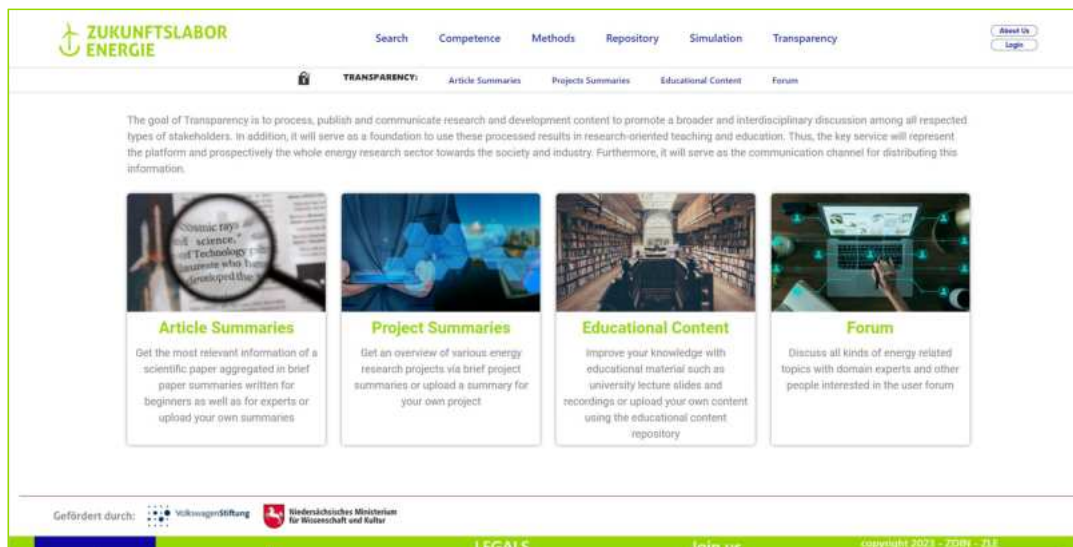 ZUKUNFTSLABOR
ENERGIE
Search Competence Methods Repository Simulation Transparency
About Us
Login
TRANSPARENCY: Article Summaries Projects Summaries Educational Content Forum
The goal of Transparency is to process, publish and communicate research and development content to promote a broader and interdisciplinary discussion among all respected
types of stakeholders. In addition, it will serve as a foundation to use these processed results in research-oriented teaching and education. Thus, the key service will represent
the platform and prospectively the whole energy research sector towards the society and industry. Furthermore, it will serve as the communication channel for distributing this
information.
cosmic rays
science,"
of Technology
laureate who
developed the
Article Summaries
Get the most relevant information of a
scientific paper aggregated in brief
paper summaries written for
beginners as well as for experts or
upload your own summaries
Project Summaries
Get an overview of various energy
research projects via brief project
summaries or upload a summary for
your own project
Educational Content
Improve your knowledge with
educational material such as
university lecture slides and
recordings or upload your own content
using the educational content
repository
Forum
Discuss all kinds of energy related
topics with domain experts and other
people interested in the user forum
Gefördert durch: VolkswagenStiftung Niedersächsisches Ministerium
für Wissenschaft und Kultur
LEGALS Join us copyright 2023 - ZDIN - ZLE